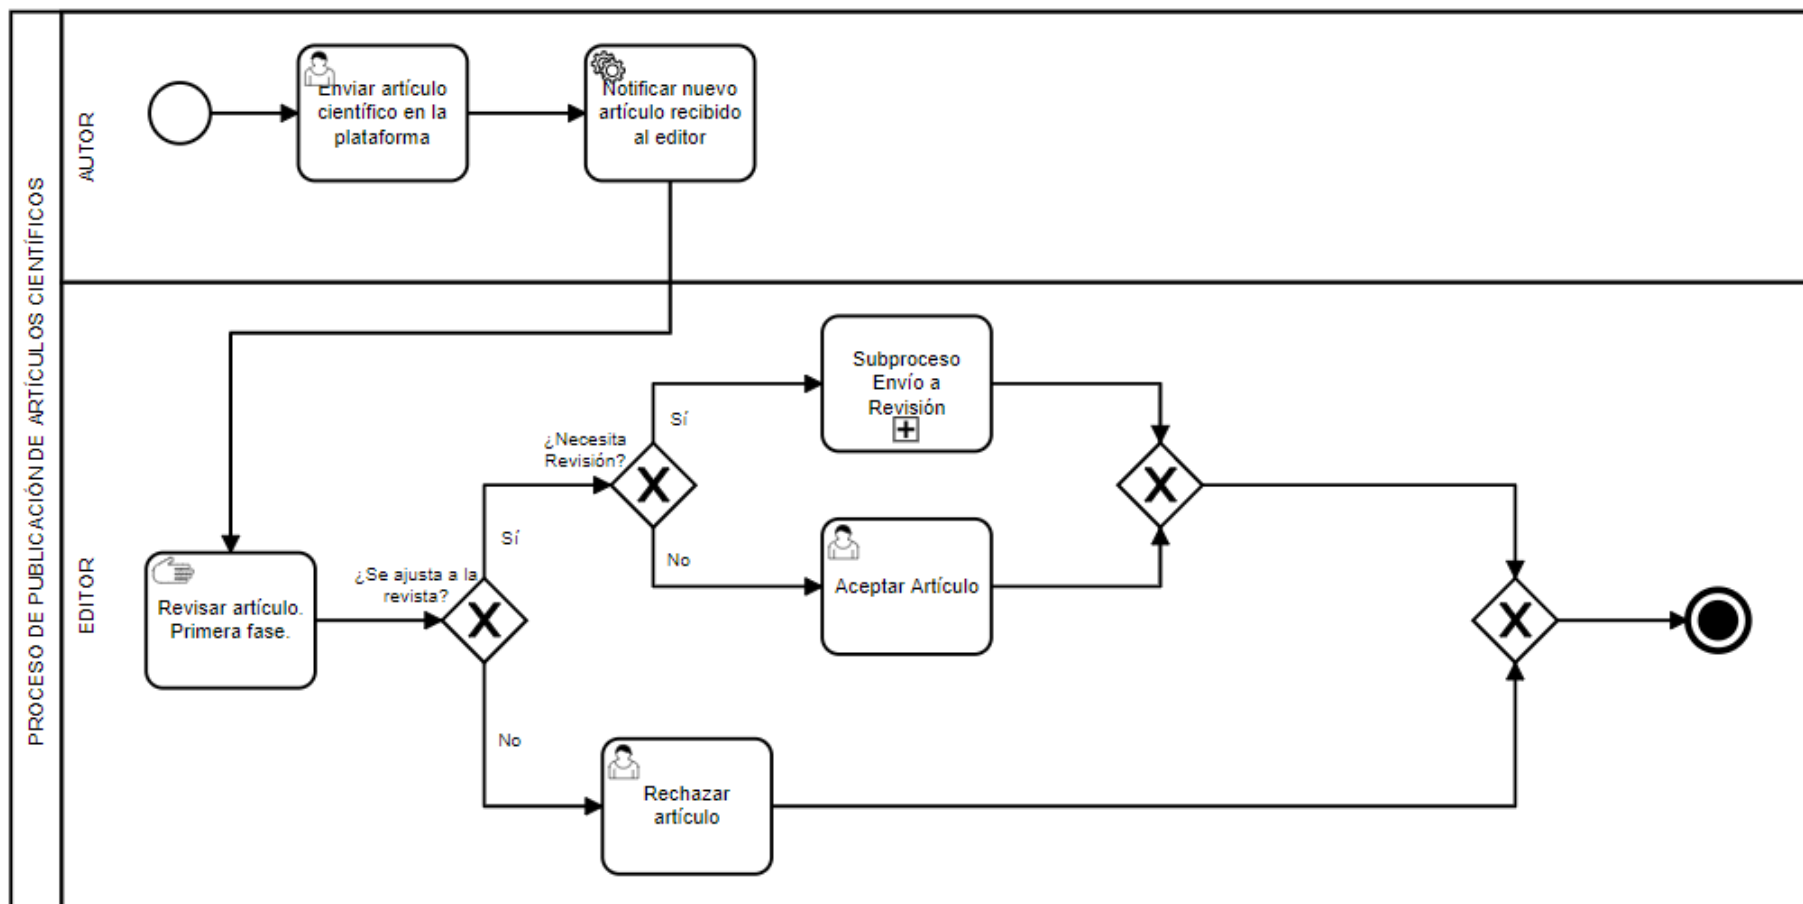 PROCESO DE PUBLICACIÓN DE ARTÍCULOS CIENTÍFICOS
AUTOR
Enviar artículo
científico en la
plataforma
Notificar nuevo
artículo recibido
al editor
EDITOR
Revisar artículo.
Primera fase.
¿Se ajusta a la
revista?
Sí
No
¿Necesita
Revisión?
Sí
No
Subproceso
Envío a
Revisión
Aceptar Artículo
Rechazar
artículo